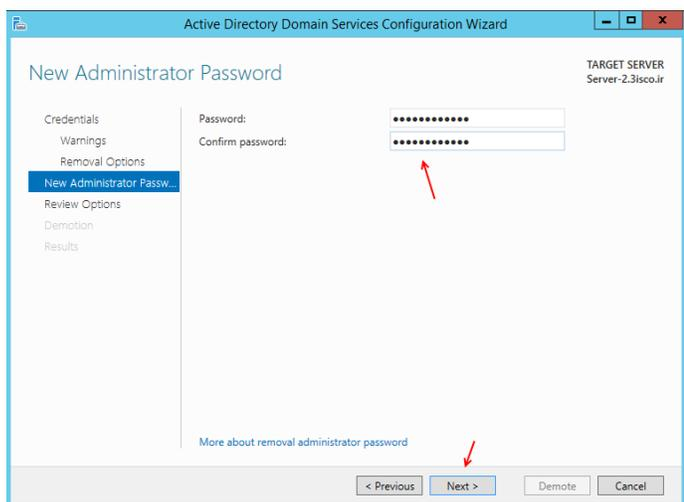 Active Directory Domain Services Configuration Wizard
New Administrator Password
TARGET SERVER
Server-2.3isco.ir
Credentials
Warnings
Removal Options
New Administrator Passw...
Review Options
Demotion
Results
Password:
••••••••••••
Confirm password:
••••••••••••
More about removal administrator password
< Previous
Next >
Demote
Cancel